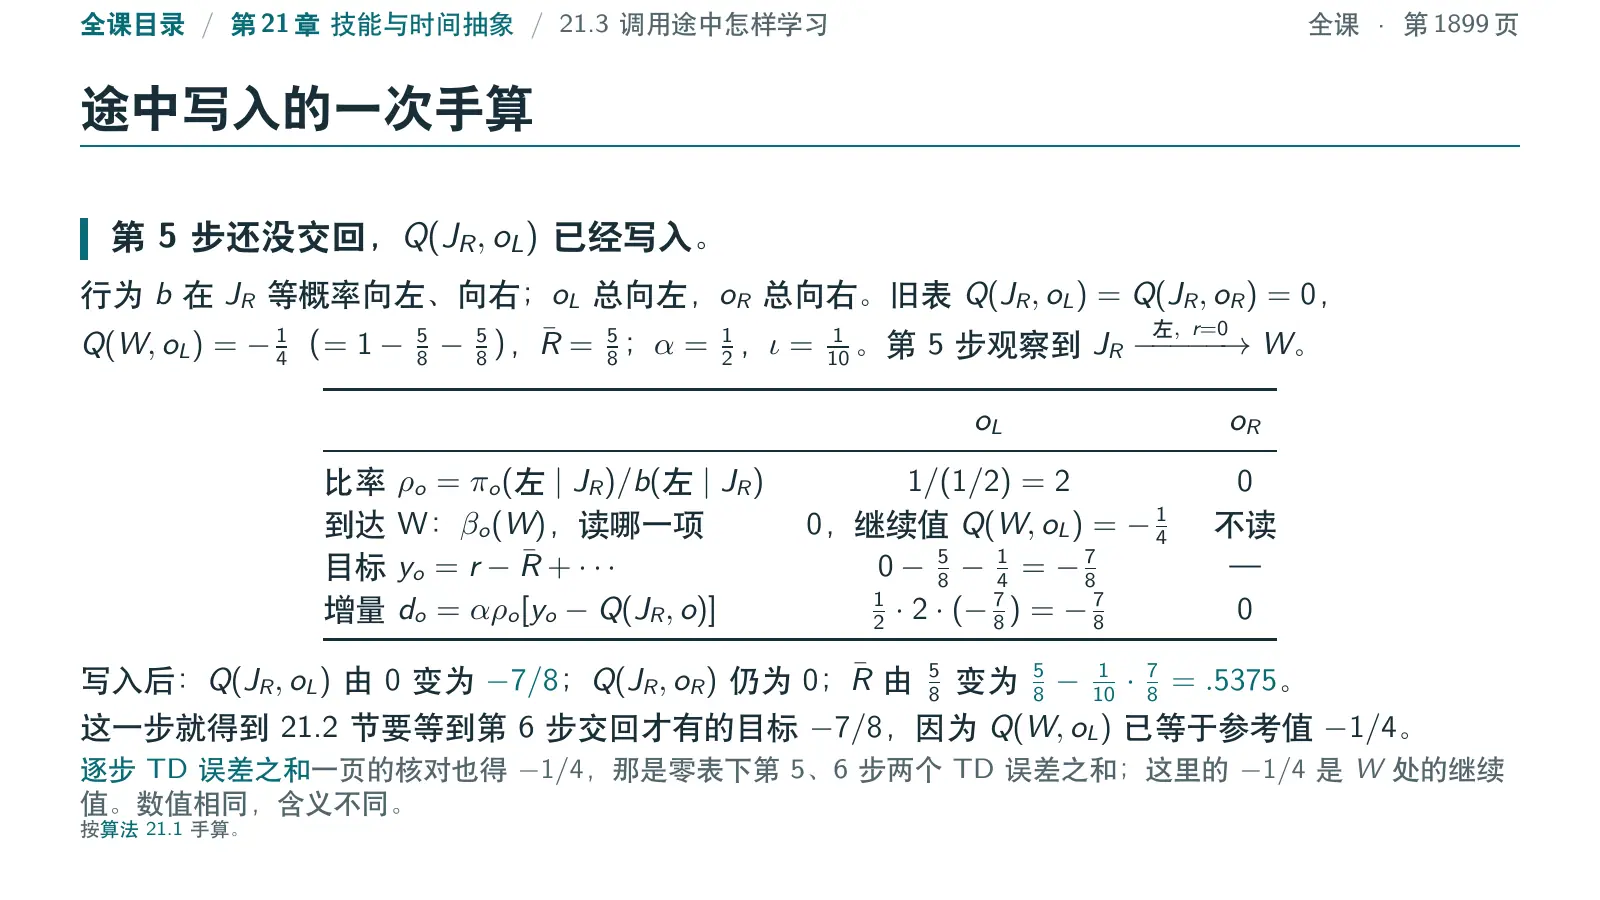 全课目录 / 第 21 章 技能与时间抽象 / 21.3 调用途中怎样学习
全课 · 第 1899 页
途中写入的一次手算
第 5 步还没交回，Q(J_R, o_L) 已经写入。
行为 b 在 J_R 等概率向左、向右；o_L 总向左，o_R 总向右。旧表 Q(J_R, o_L) = Q(J_R, o_R) = 0，
Q(W, o_L) = −1/4 (= 1 − 5/8 − 5/8)，R̄ = 5/8；α = 1/2，ι = 1/10。第 5 步观察到 J_R —左, r=0→ W。
o_L o_R
比率 ρ_o = π_o(左 | J_R)/b(左 | J_R) 1/(1/2) = 2 0
到达 W：β_o(W)，读哪一项 0，继续值 Q(W, o_L) = −1/4 不读
目标 y_o = r − R̄ + ··· 0 − 5/8 − 1/4 = −7/8 —
增量 d_o = αρ_o[y_o − Q(J_R, o)] 1/2 · 2 · (−7/8) = −7/8 0
写入后：Q(J_R, o_L) 由 0 变为 −7/8；Q(J_R, o_R) 仍为 0；R̄ 由 5/8 变为 5/8 − 1/10 · 7/8 = .5375。
这一步就得到 21.2 节要等到第 6 步交回才有的目标 −7/8，因为 Q(W, o_L) 已等于参考值 −1/4。
逐步 TD 误差之和一页的核对也得 −1/4，那是零表下第 5、6 步两个 TD 误差之和；这里的 −1/4 是 W 处的继续
值。数值相同，含义不同。
按算法 21.1 手算。